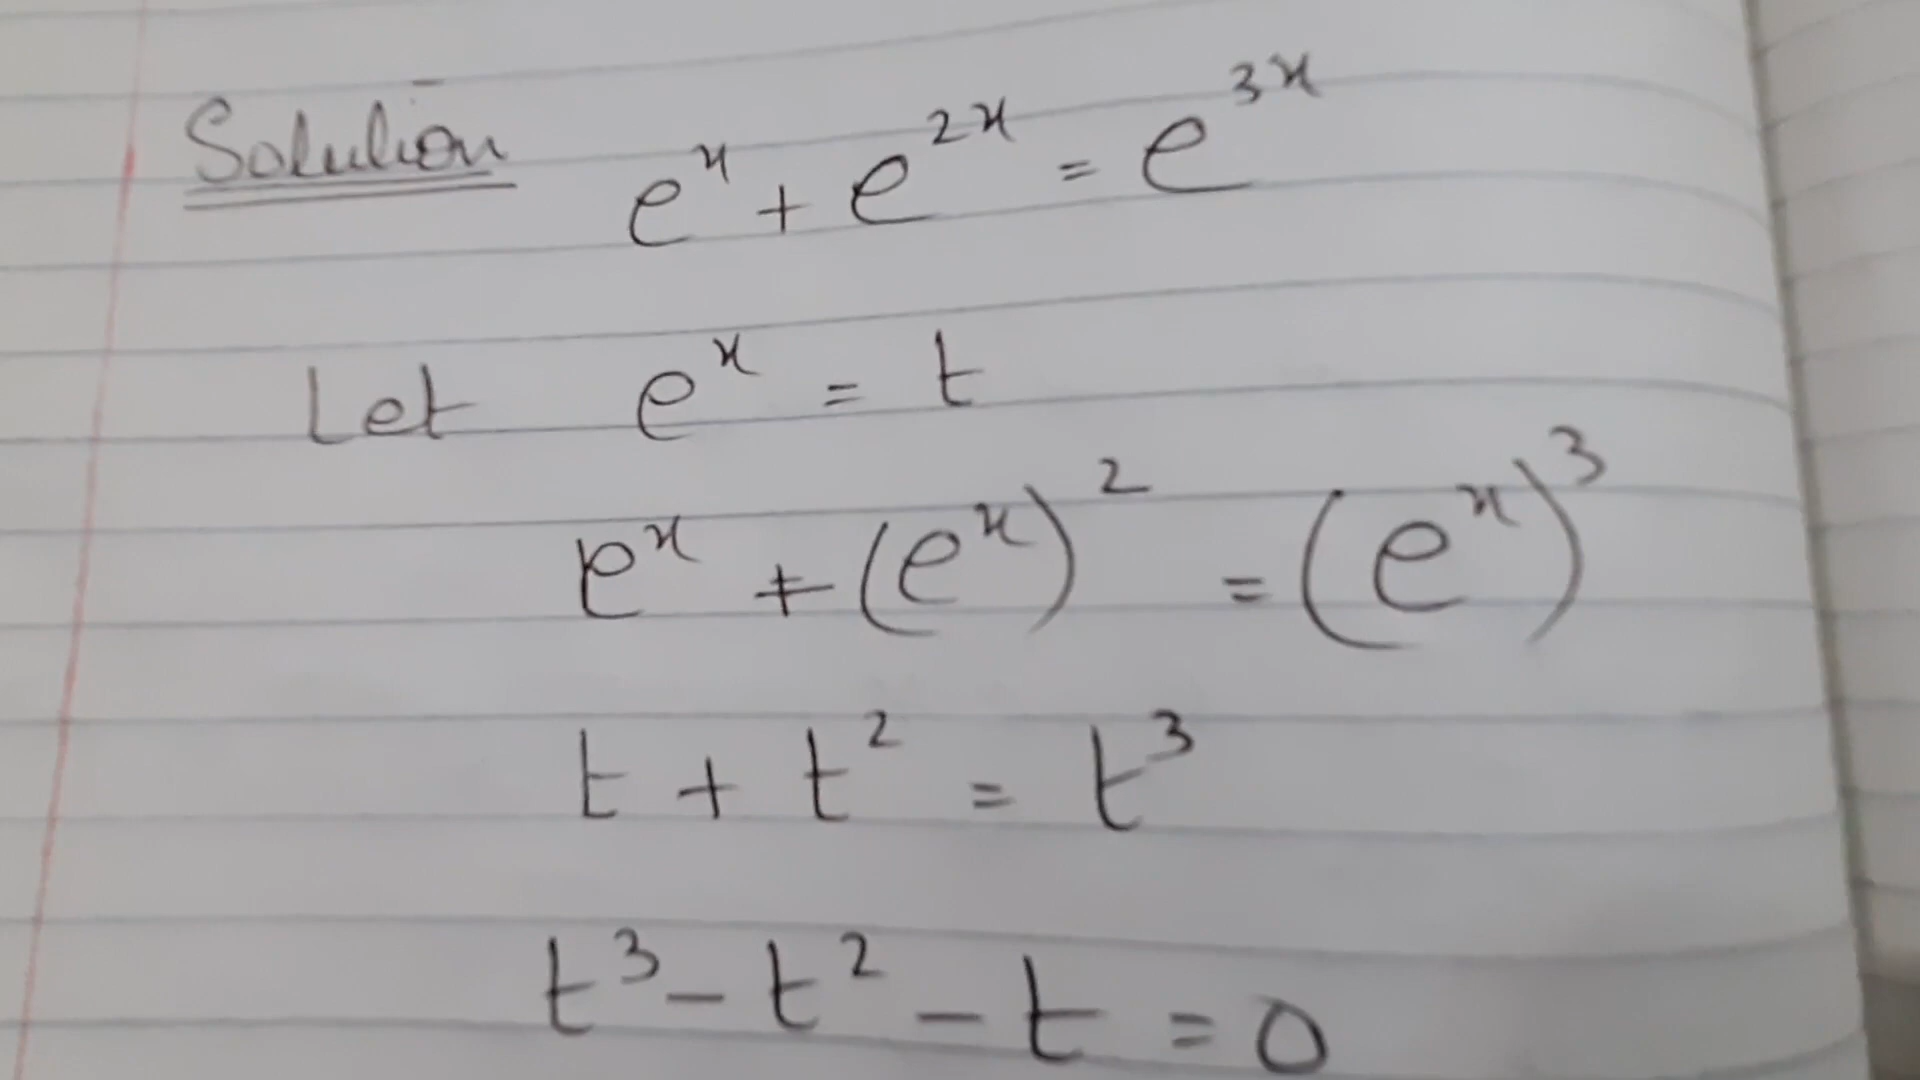 Solution e^x + e^2x = e^3x
Let e^x = t
e^x + (e^x)^2 = (e^x)^3
t + t^2 = t^3
t^3 - t^2 - t = 0